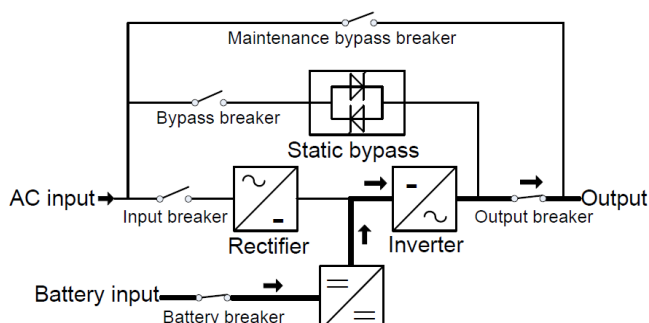 Maintenance bypass breaker
Bypass breaker
Static bypass
AC input
Input breaker
Rectifier
Inverter
Output breaker
Output
Battery input
Battery breaker